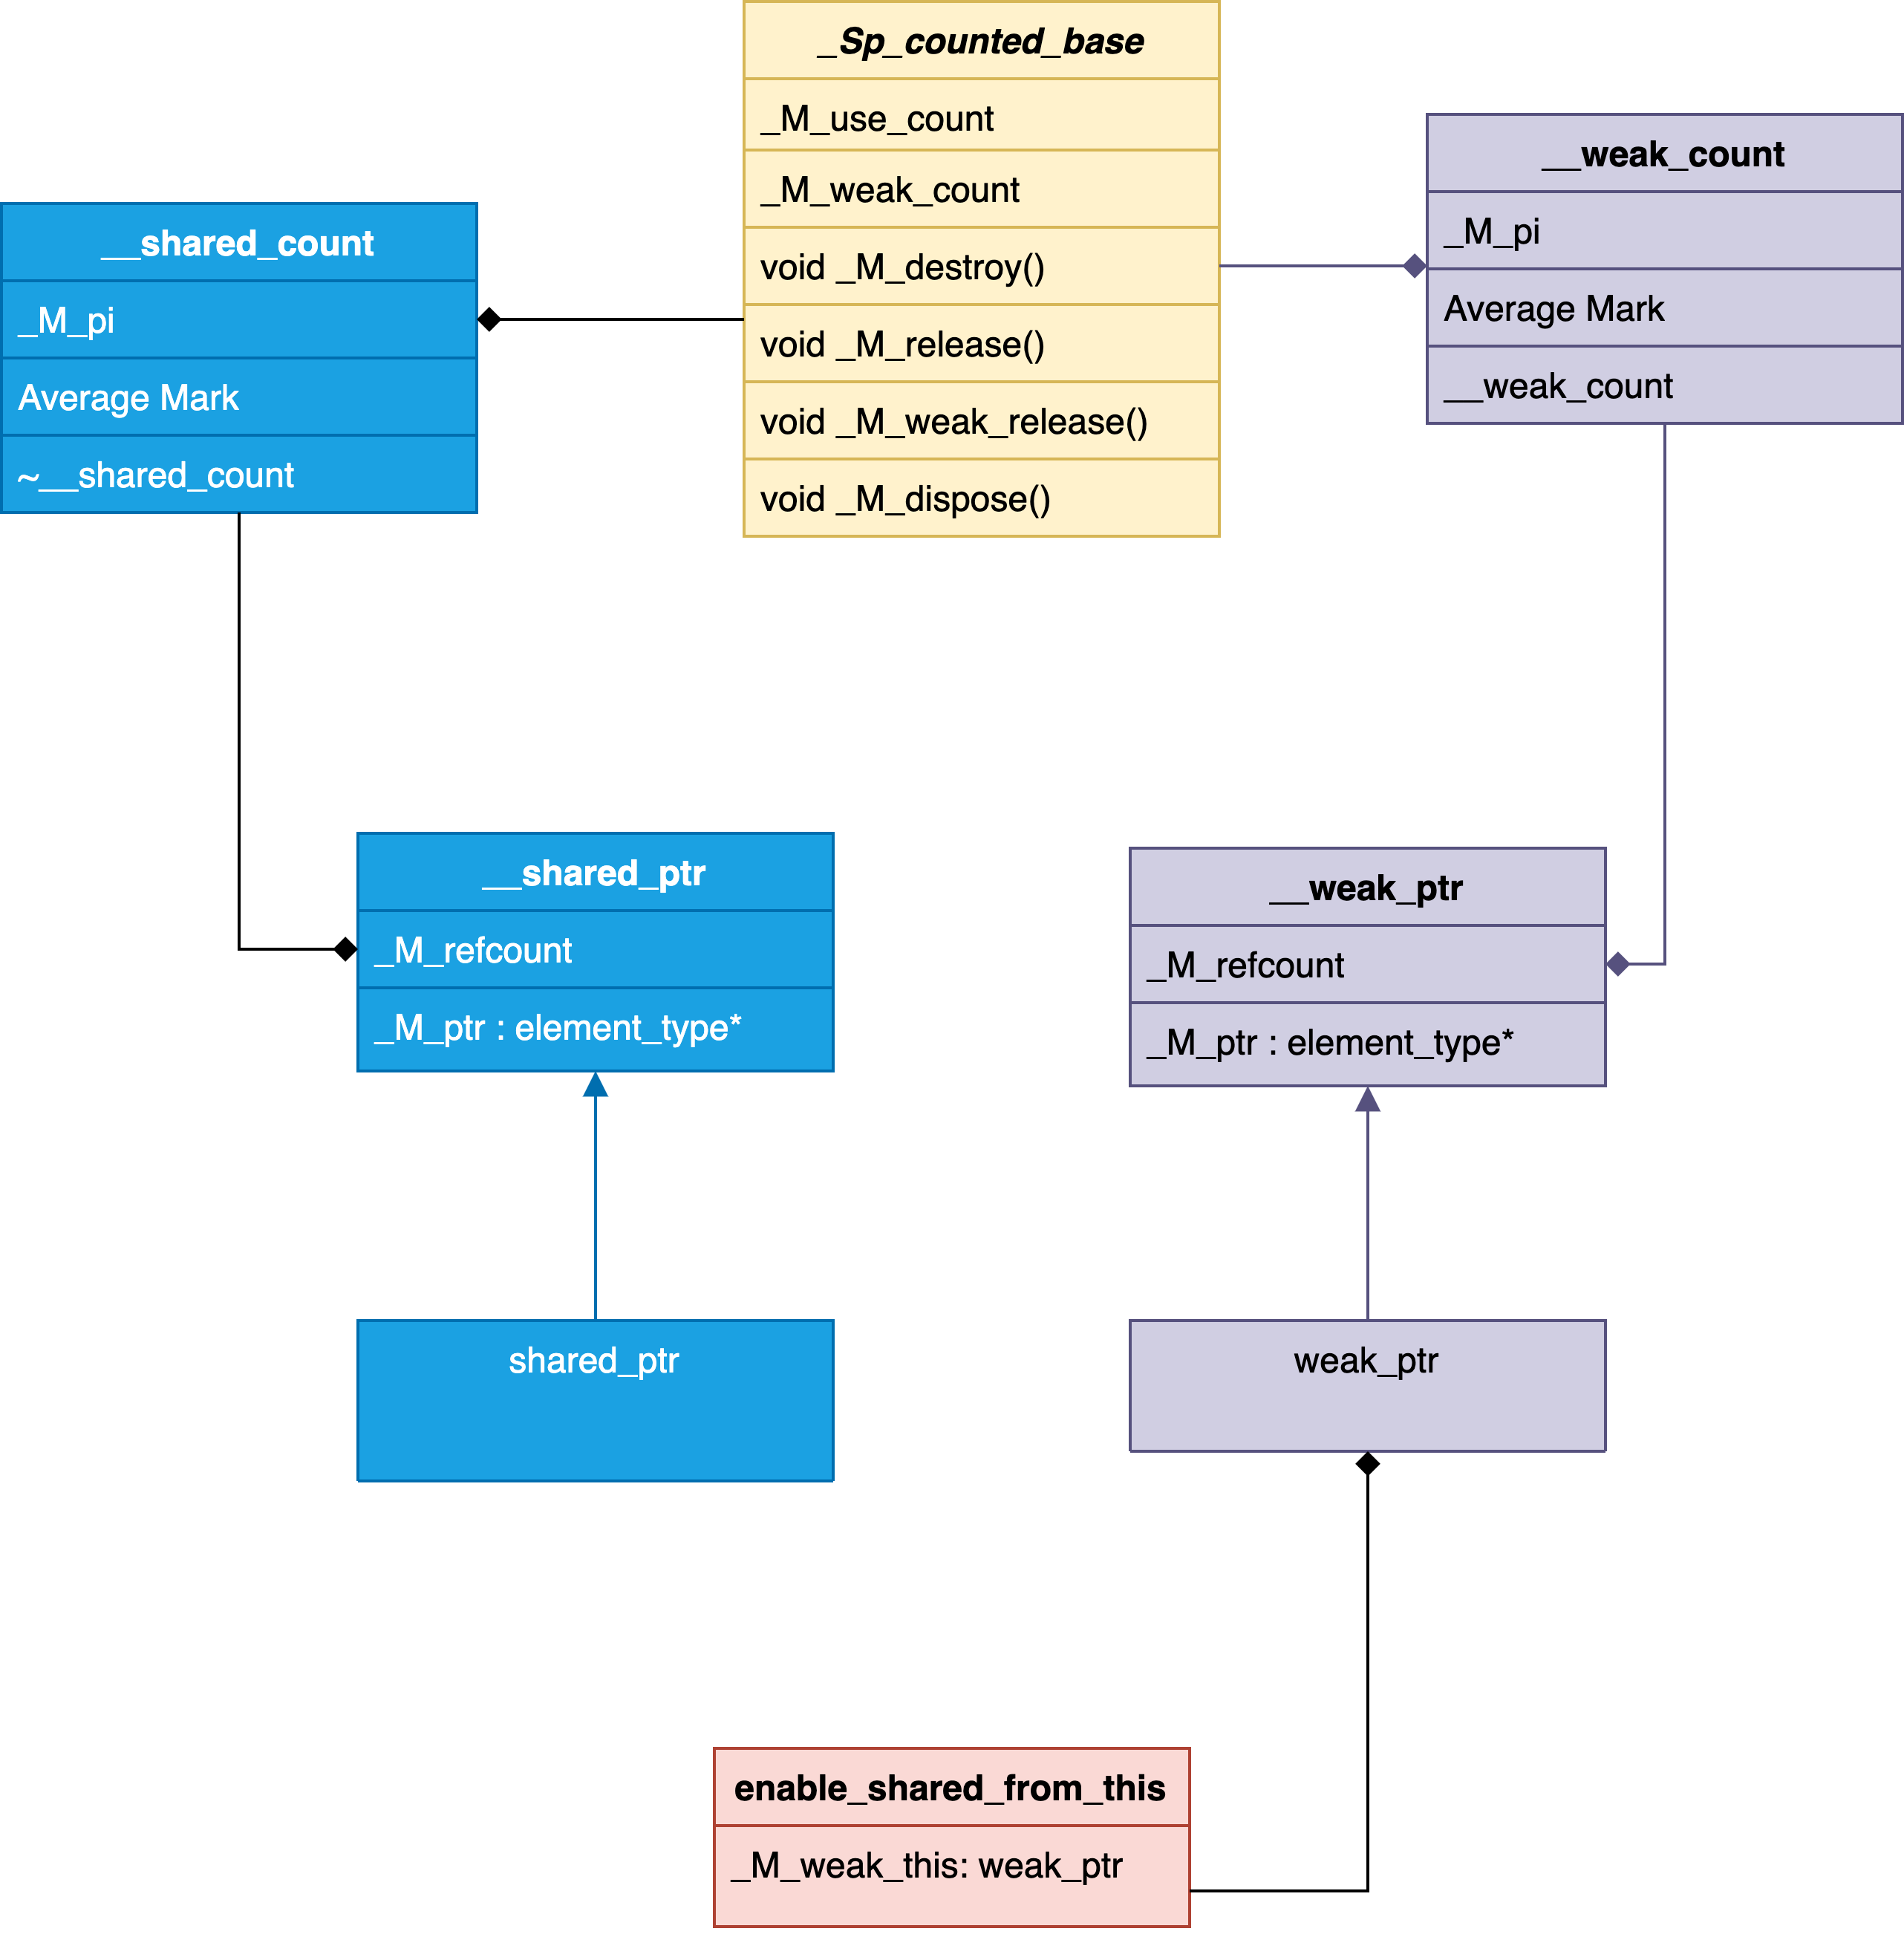 _Sp_counted_base
_M_use_count
_M_weak_count
void _M_destroy()
void _M_release()
void _M_weak_release()
void _M_dispose()
__weak_count
_M_pi
Average Mark
__weak_count
__shared_count
_M_pi
Average Mark
~__shared_count
__shared_ptr
_M_refcount
_M_ptr : element_type*
__weak_ptr
_M_refcount
_M_ptr : element_type*
shared_ptr
weak_ptr
enable_shared_from_this
_M_weak_this: weak_ptr